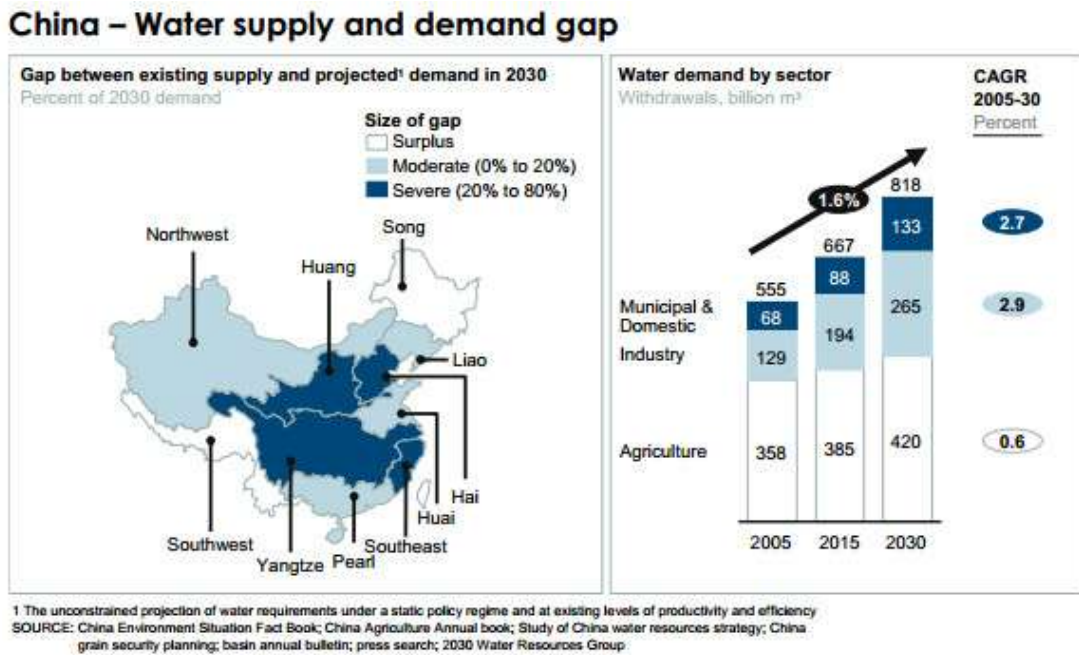 China – Water supply and demand gap
Gap between existing supply and projected¹ demand in 2030
Percent of 2030 demand
Size of gap
Surplus
Moderate (0% to 20%)
Severe (20% to 80%)
Northwest
Song
Huang
Liao
Hai
Huai
Southeast
Pearl
Yangtze
Southwest
Water demand by sector
Withdrawals, billion m³
CAGR
2005-30
Percent
1.6%
555
667
818
Municipal &
Domestic
68
88
133
2.7
Industry
129
194
265
2.9
Agriculture
358
385
420
0.6
2005
2015
2030
1 The unconstrained projection of water requirements under a static policy regime and at existing levels of productivity and efficiency
SOURCE: China Environment Situation Fact Book; China Agriculture Annual book; Study of China water resources strategy; China
grain security planning; basin annual bulletin; press search; 2030 Water Resources Group